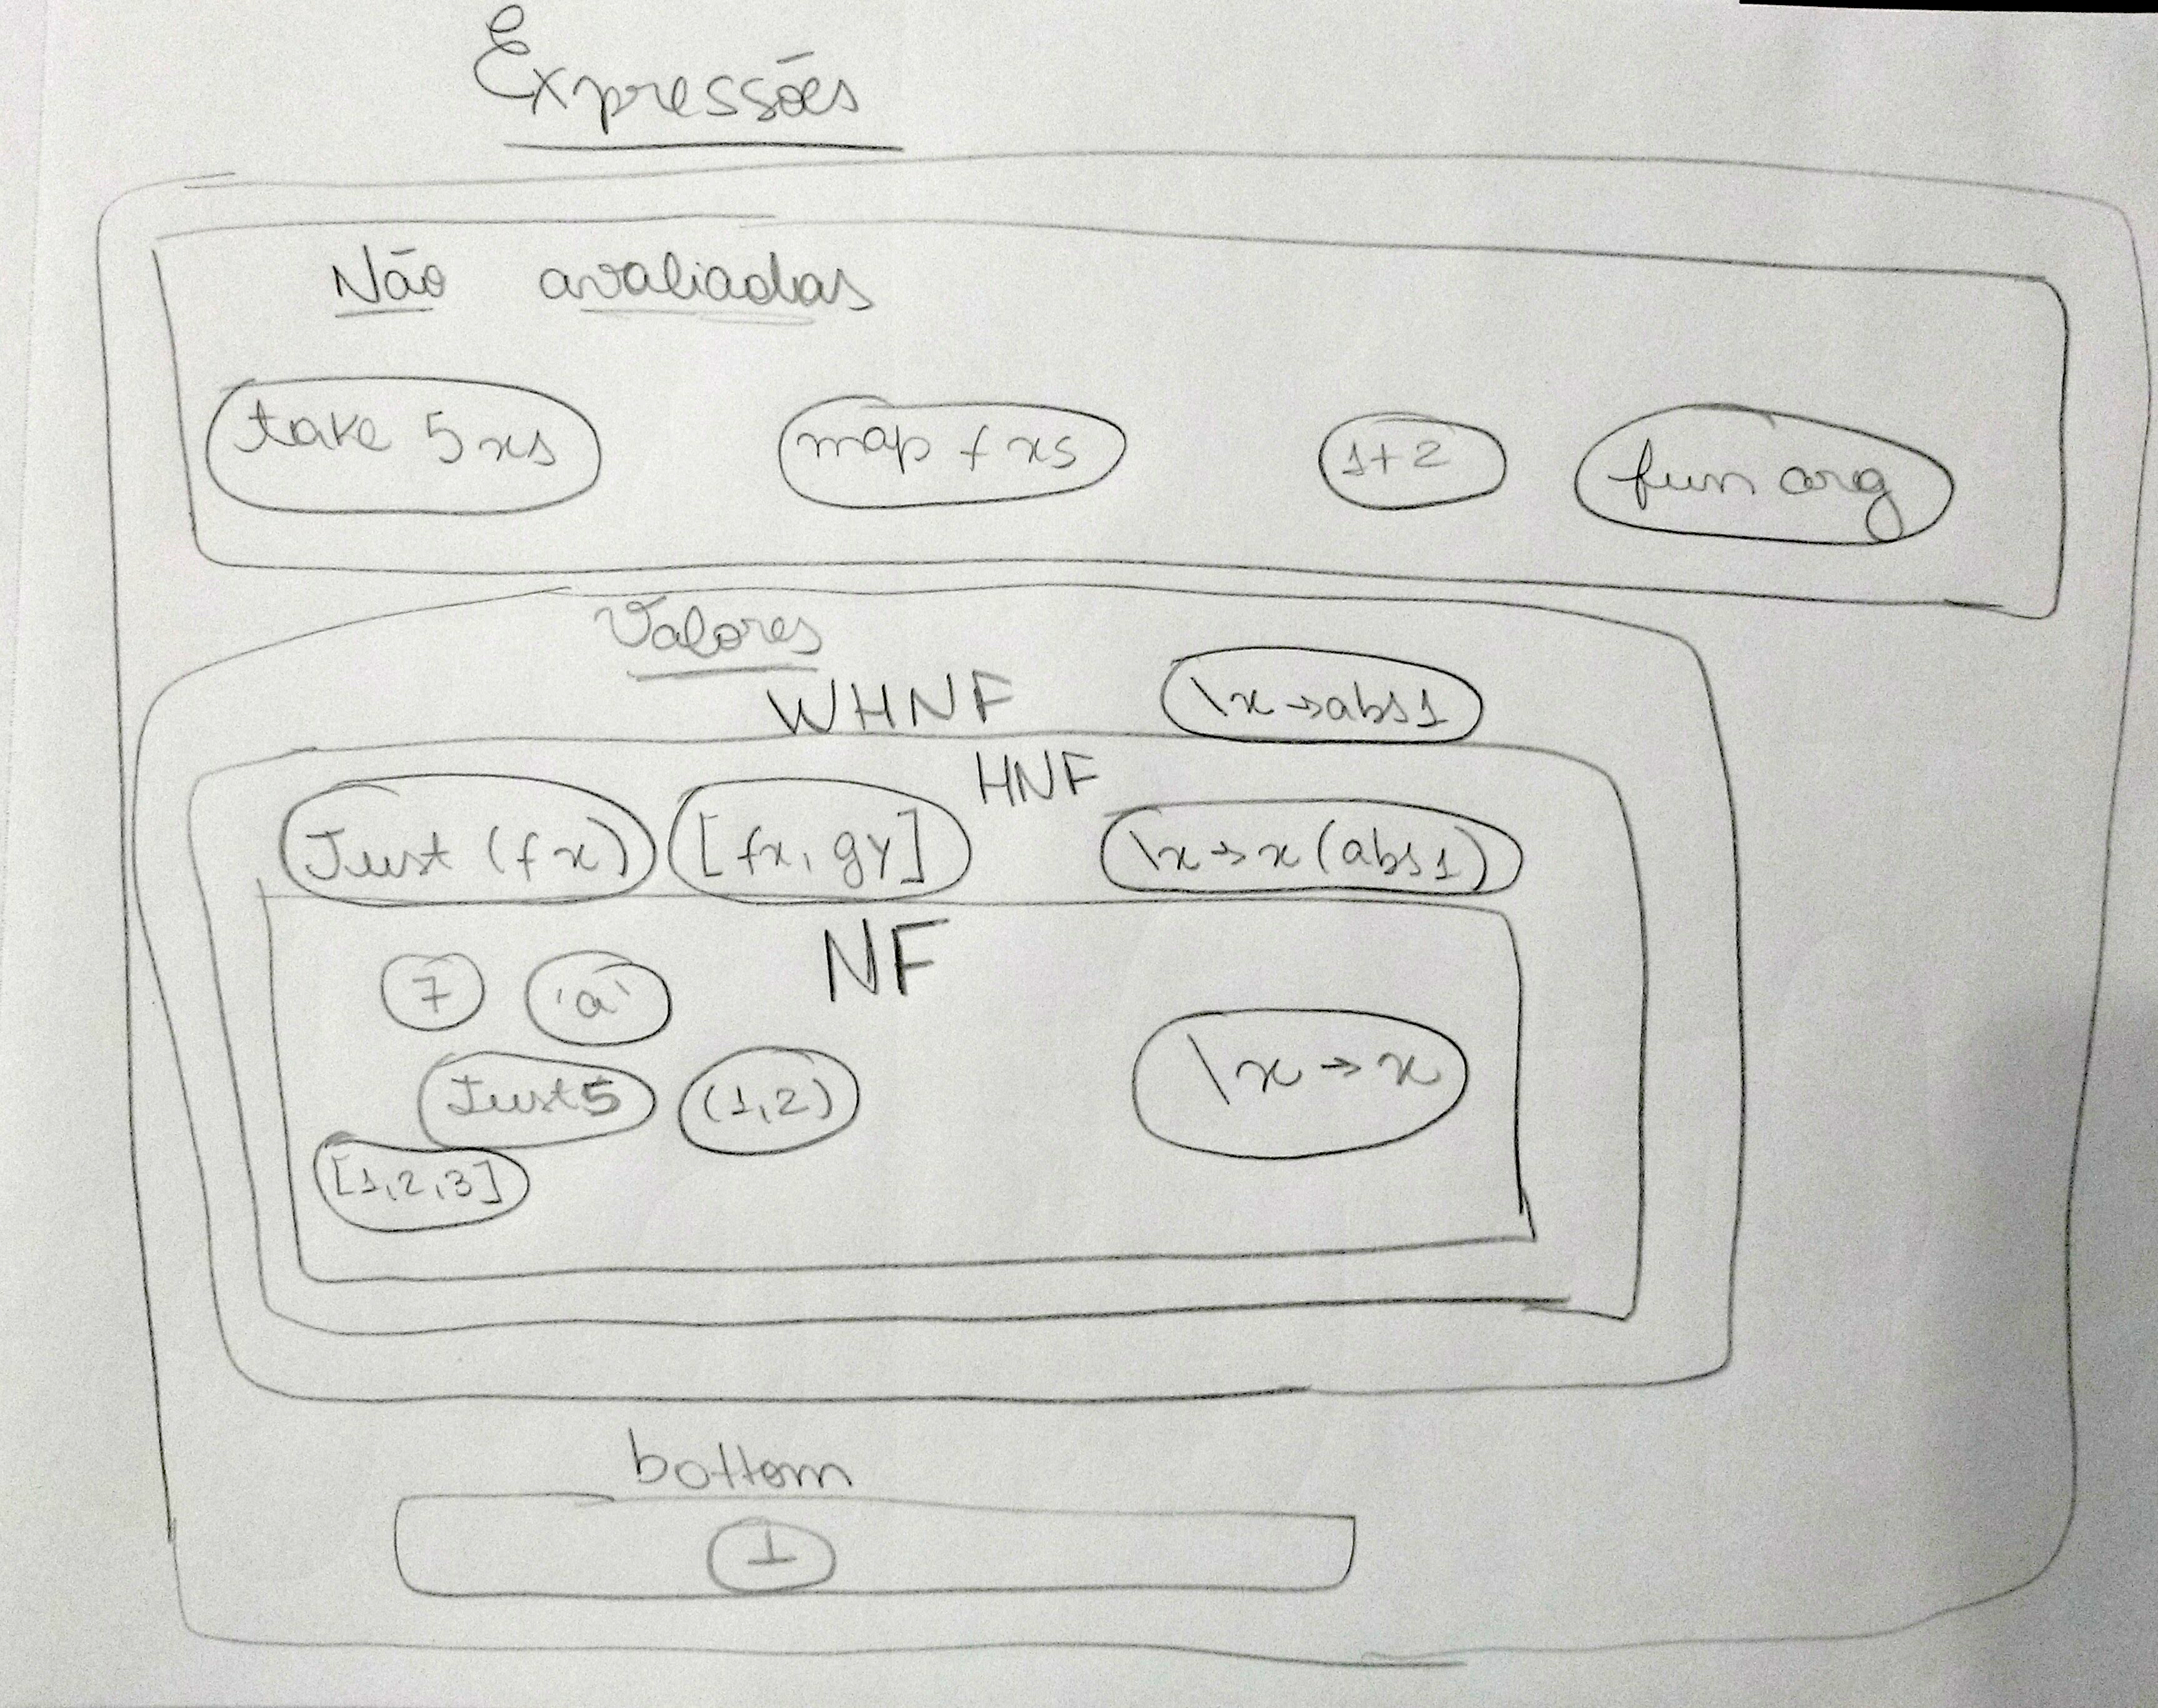 Expressões
Não avaliadas
take 5 xs map f xs 1+2 fun arg
Valores
WHNF \x→abs 1
HNF
Just (f x) [fx, gy] \x→x(abs 1)
NF
7 'a'
Just 5 (1,2) \x→x
[1,2,3]
bottom
⊥